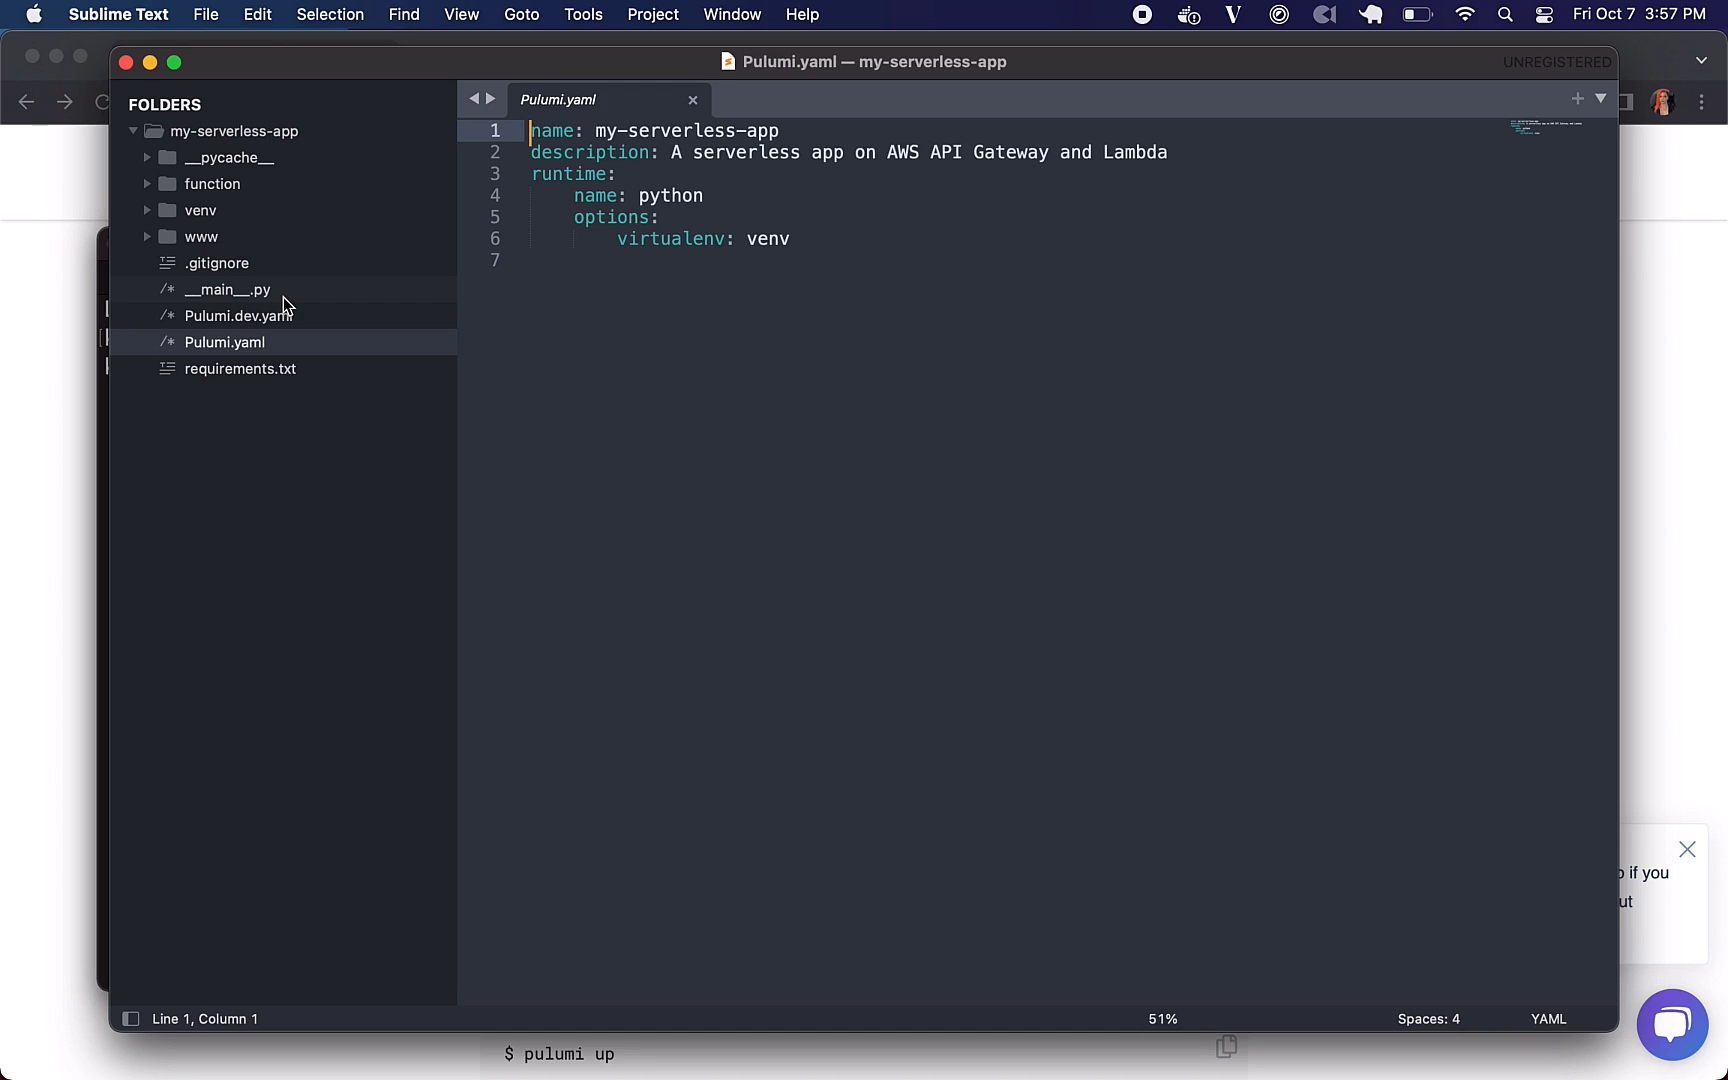 Sublime Text File Edit Selection Find View Goto Tools Project Window Help Fri Oct 7 3:57 PM
Pulumi.yaml — my-serverless-app UNREGISTERED
FOLDERS
my-serverless-app
__pycache__
function
venv
www
.gitignore
/* __main__.py
/* Pulumi.dev.yaml
/* Pulumi.yaml
requirements.txt
Pulumi.yaml
1 name: my-serverless-app
2 description: A serverless app on AWS API Gateway and Lambda
3 runtime:
4 name: python
5 options:
6 virtualenv: venv
7
if you
ut
Line 1, Column 1 51% Spaces: 4 YAML
$ pulumi up